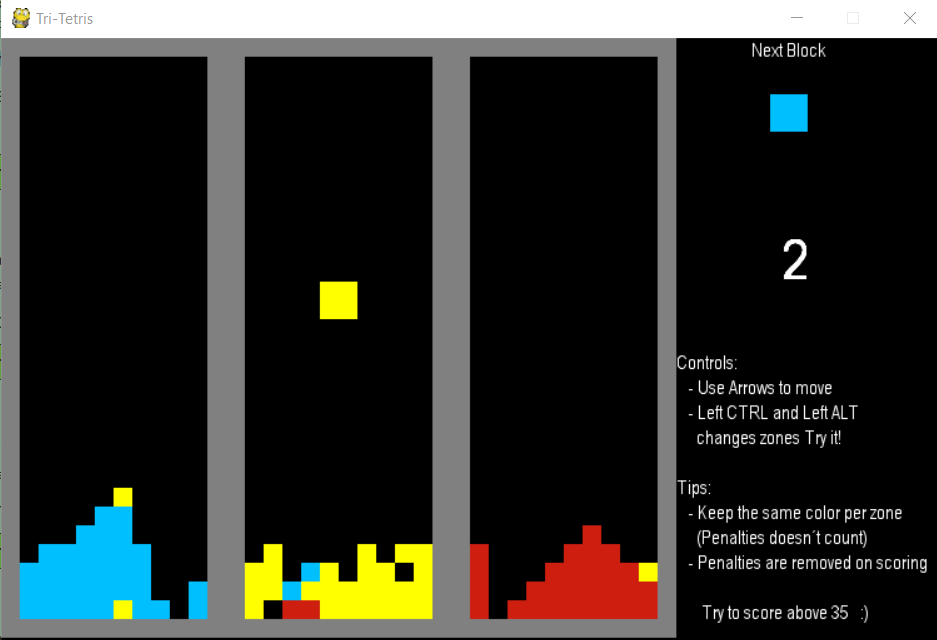 Tri-Tetris
Next Block
2
Controls:
- Use Arrows to move
- Left CTRL and Left ALT
changes zones Try it!
Tips:
- Keep the same color per zone
(Penalties doesn´t count)
- Penalties are removed on scoring
Try to score above 35 :)